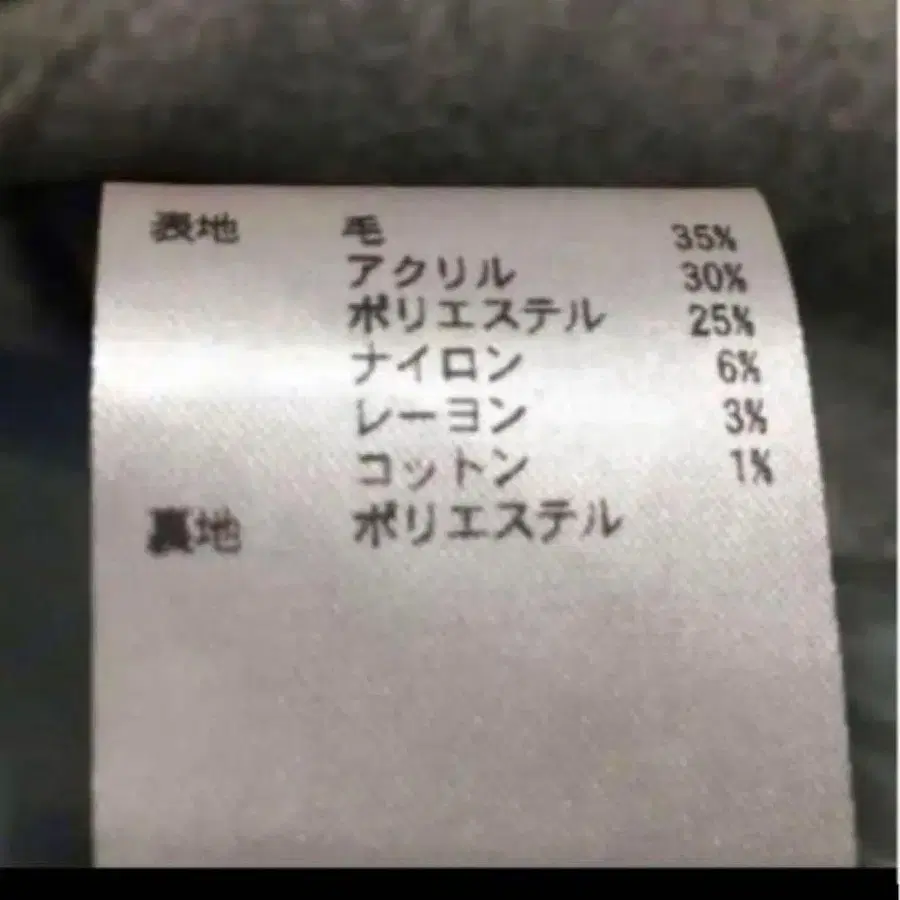 表地 毛 35%
アクリル 30%
ポリエステル 25%
ナイロン 6%
レーヨン 3%
コットン 1%
裏地 ポリエステル